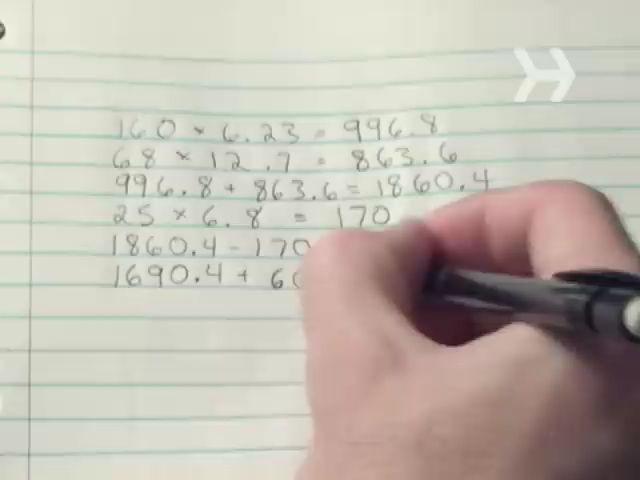 160 × 6.23 = 996.8
68 × 12.7 = 863.6
996.8 + 863.6 = 1860.4
25 × 6.8 = 170
1860.4 - 170
1690.4 + 60